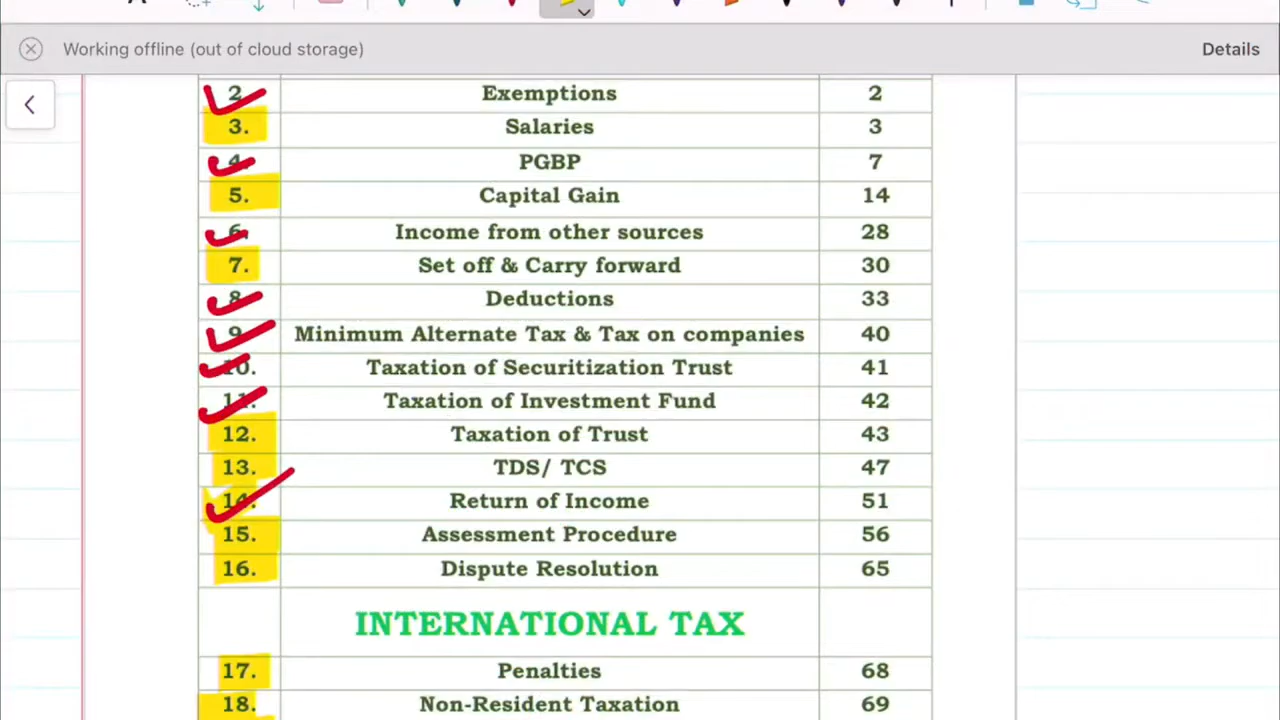 Working offline (out of cloud storage) Details
2. Exemptions 2
3. Salaries 3
4. PGBP 7
5. Capital Gain 14
6. Income from other sources 28
7. Set off & Carry forward 30
8. Deductions 33
9. Minimum Alternate Tax & Tax on companies 40
10. Taxation of Securitization Trust 41
11. Taxation of Investment Fund 42
12. Taxation of Trust 43
13. TDS/ TCS 47
14. Return of Income 51
15. Assessment Procedure 56
16. Dispute Resolution 65
INTERNATIONAL TAX
17. Penalties 68
18. Non-Resident Taxation 69